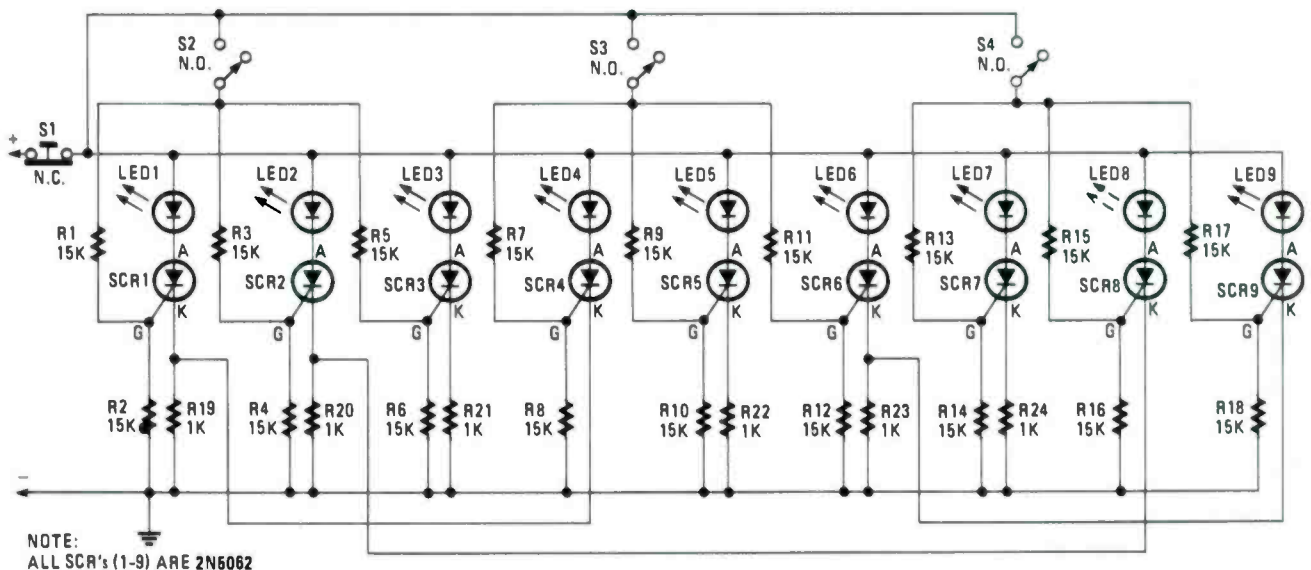 S2
N.O.
S3
N.O.
S4
N.O.
+
S1
N.C.
LED1
LED2
LED3
LED4
LED5
LED6
LED7
LED8
LED9
R1
15K
R3
15K
R5
15K
R7
15K
R9
15K
R11
15K
R13
15K
R15
15K
R17
15K
A
A
A
A
A
A
A
A
A
SCR1
SCR2
SCR3
SCR4
SCR5
SCR6
SCR7
SCR8
SCR9
K
K
K
K
K
K
K
K
K
G
G
G
G
G
G
G
G
G
R2
15K
R19
1K
R4
15K
R20
1K
R6
15K
R21
1K
R8
15K
R10
15K
R22
1K
R12
15K
R23
1K
R14
15K
R24
1K
R16
15K
R18
15K
−
NOTE:
ALL SCR's (1-9) ARE 2N5062